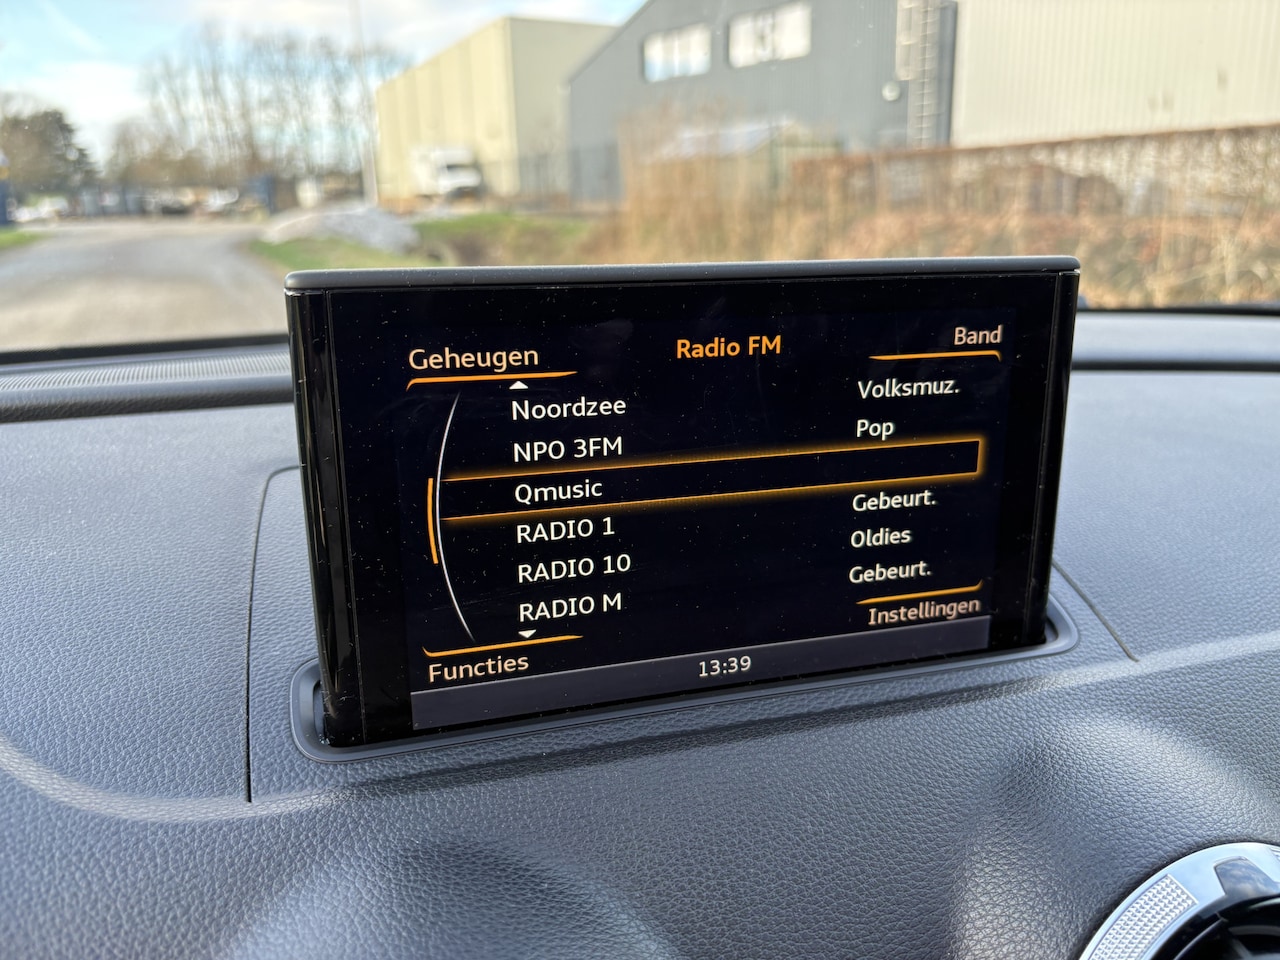 Geheugen Radio FM Band
Noordzee Volksmuz.
NPO 3FM Pop
Qmusic
RADIO 1 Gebeurt.
RADIO 10 Oldies
RADIO M Gebeurt.
Functies 13:39 Instellingen